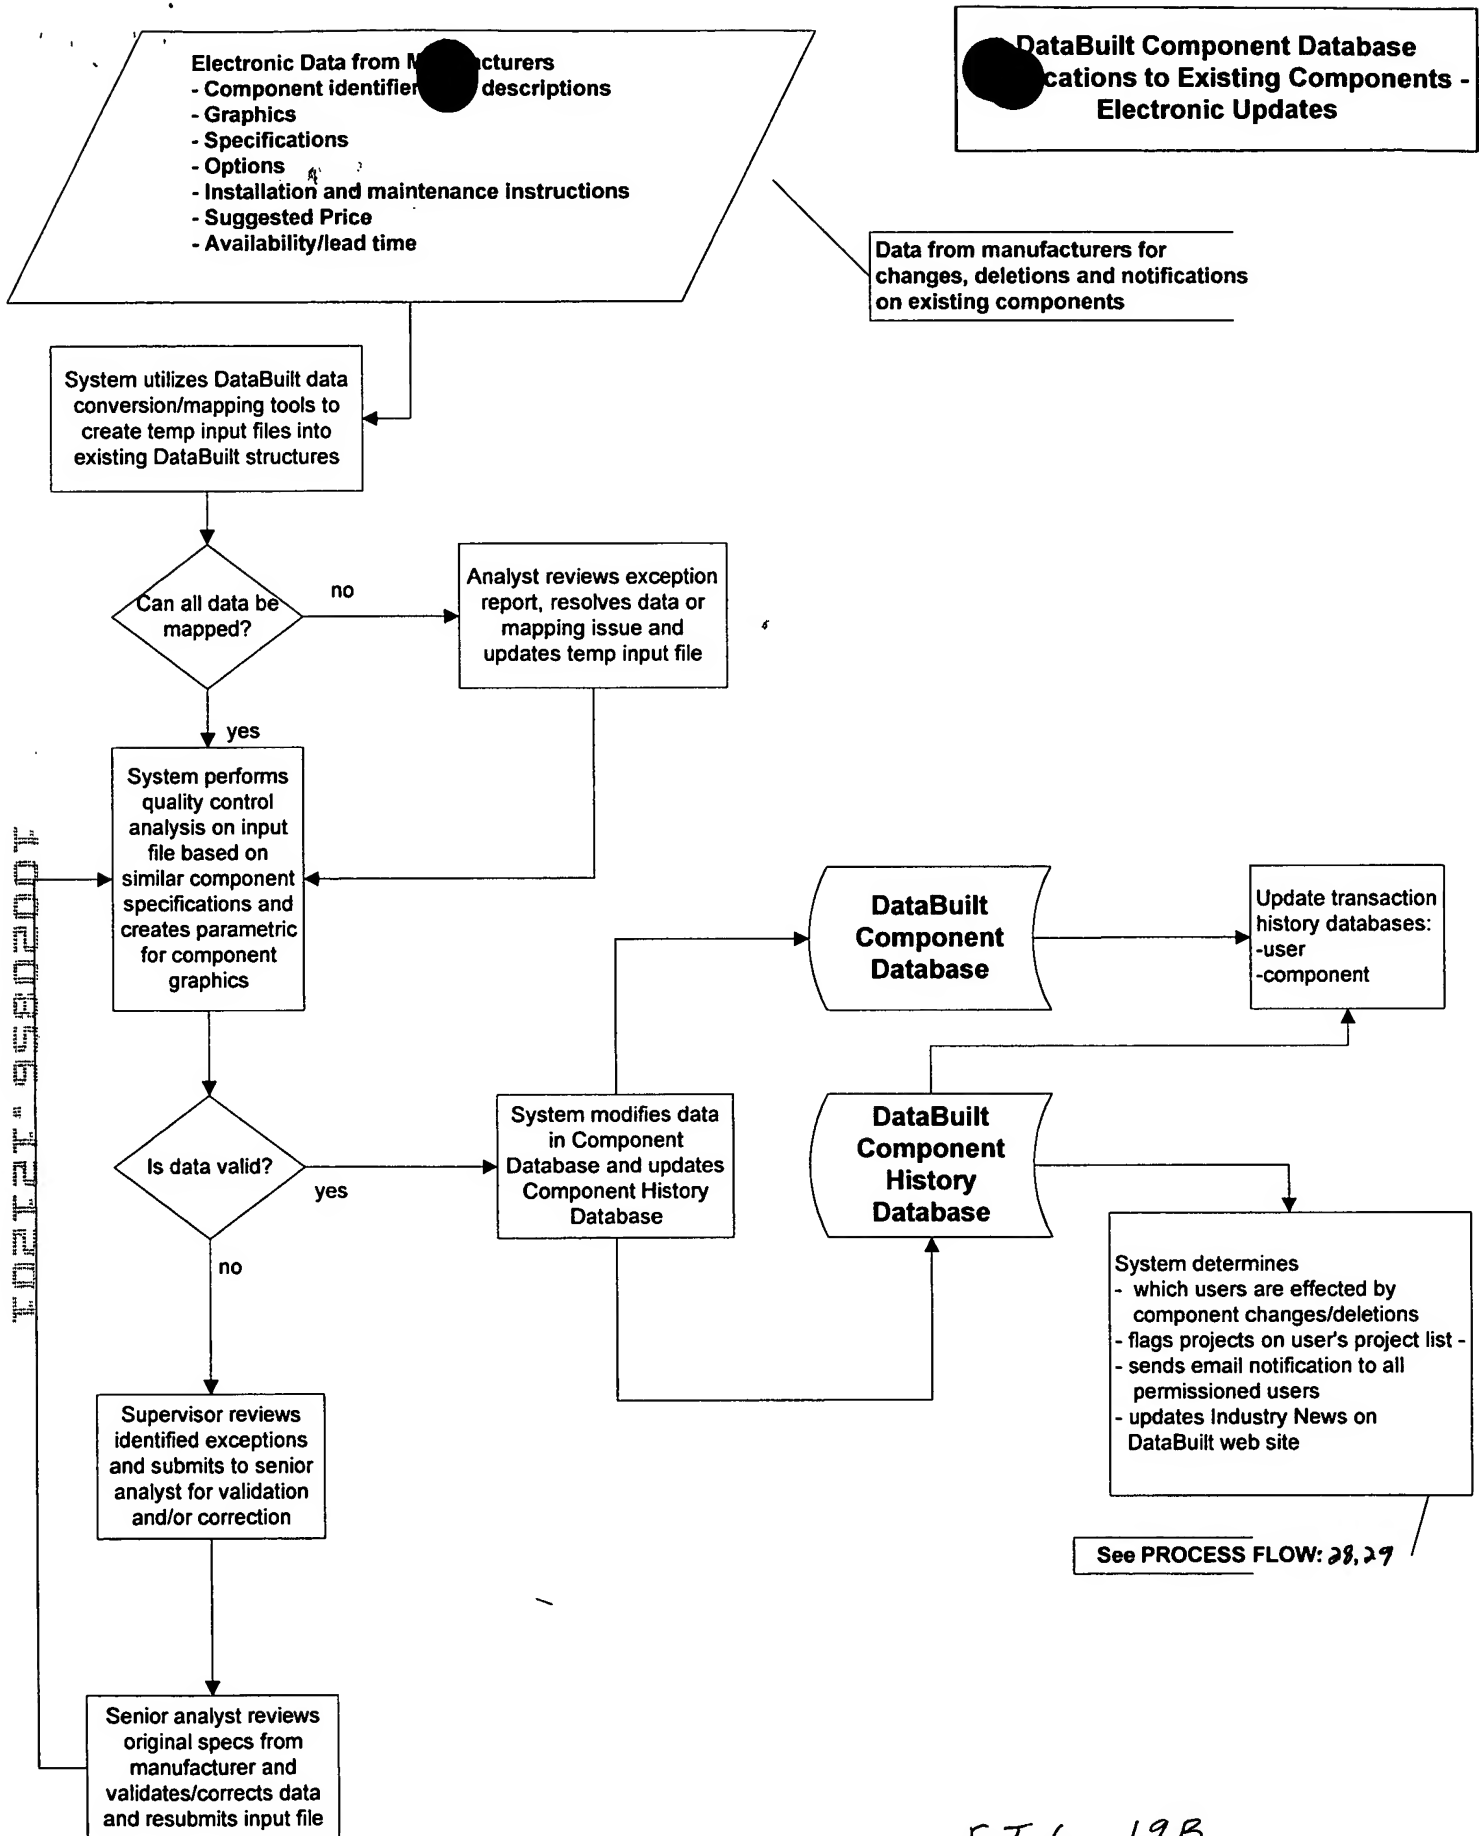 DataBuilt Component Database
cations to Existing Components -
Electronic Updates
Electronic Data from M cturers
- Component identifier descriptions
- Graphics
- Specifications
- Options
- Installation and maintenance instructions
- Suggested Price
- Availability/lead time
Data from manufacturers for
changes, deletions and notifications
on existing components
System utilizes DataBuilt data
conversion/mapping tools to
create temp input files into
existing DataBuilt structures
Can all data be
mapped?
no
Analyst reviews exception
report, resolves data or
mapping issue and
updates temp input file
yes
System performs
quality control
analysis on input
file based on
similar component
specifications and
creates parametric
for component
graphics
DataBuilt
Component
Database
Update transaction
history databases:
-user
-component
Is data valid?
yes
System modifies data
in Component
Database and updates
Component History
Database
DataBuilt
Component
History
Database
no
System determines
- which users are effected by
component changes/deletions
- flags projects on user's project list -
- sends email notification to all
permissioned users
- updates Industry News on
DataBuilt web site
Supervisor reviews
identified exceptions
and submits to senior
analyst for validation
and/or correction
See PROCESS FLOW: 28, 29
Senior analyst reviews
original specs from
manufacturer and
validates/corrects data
and resubmits input file